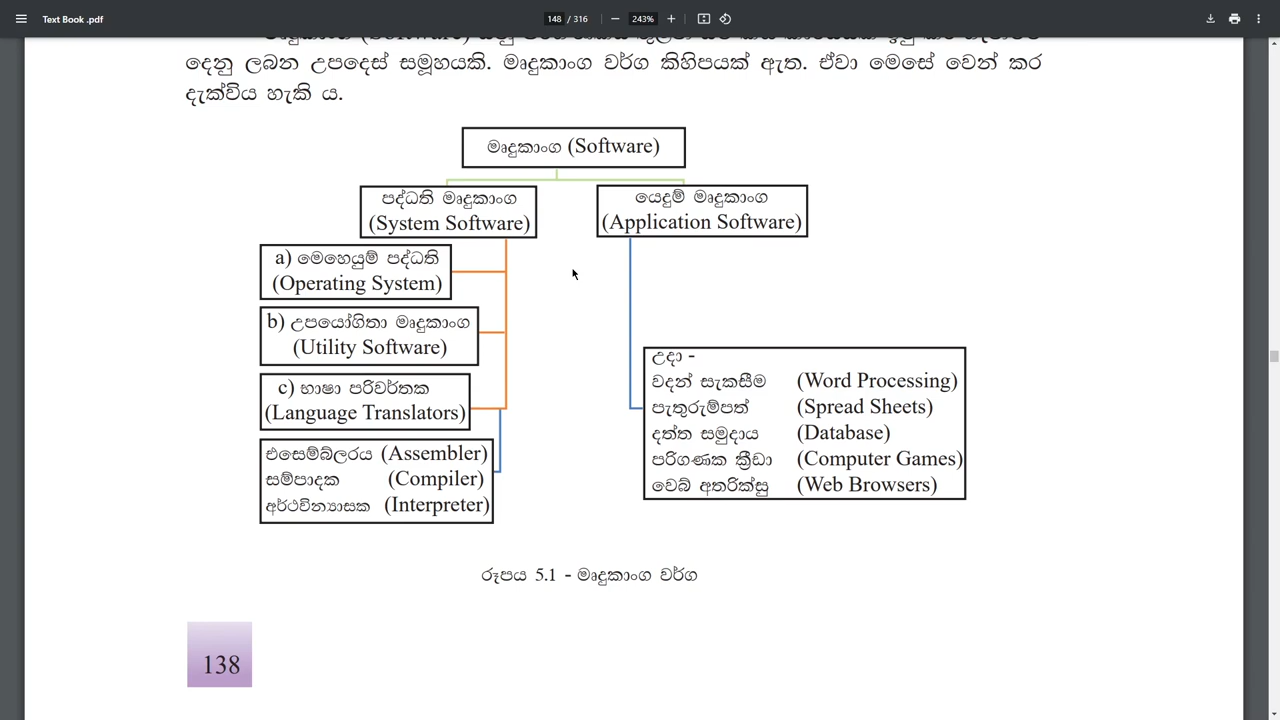 Text Book .pdf
148 / 316
243%
දෙනු ලබන උපදෙස් සමූහයකි. මෘදුකාංග වර්ග කිහිපයක් ඇත. ඒවා මෙසේ වෙන් කර
දැක්විය හැකි ය.
මෘදුකාංග (Software)
පද්ධති මෘදුකාංග
(System Software)
යෙදුම් මෘදුකාංග
(Application Software)
a) මෙහෙයුම් පද්ධති
(Operating System)
b) උපයෝගිතා මෘදුකාංග
(Utility Software)
c) භාෂා පරිවර්තක
(Language Translators)
එසෙම්බ්ලරය (Assembler)
සම්පාදක (Compiler)
අර්ථවින්‍යාසක (Interpreter)
උදා -
වදන් සැකසීම (Word Processing)
පැතුරුම්පත් (Spread Sheets)
දත්ත සමුදාය (Database)
පරිගණක ක්‍රීඩා (Computer Games)
වෙබ් අතරික්සු (Web Browsers)
රූපය 5.1 - මෘදුකාංග වර්ග
138